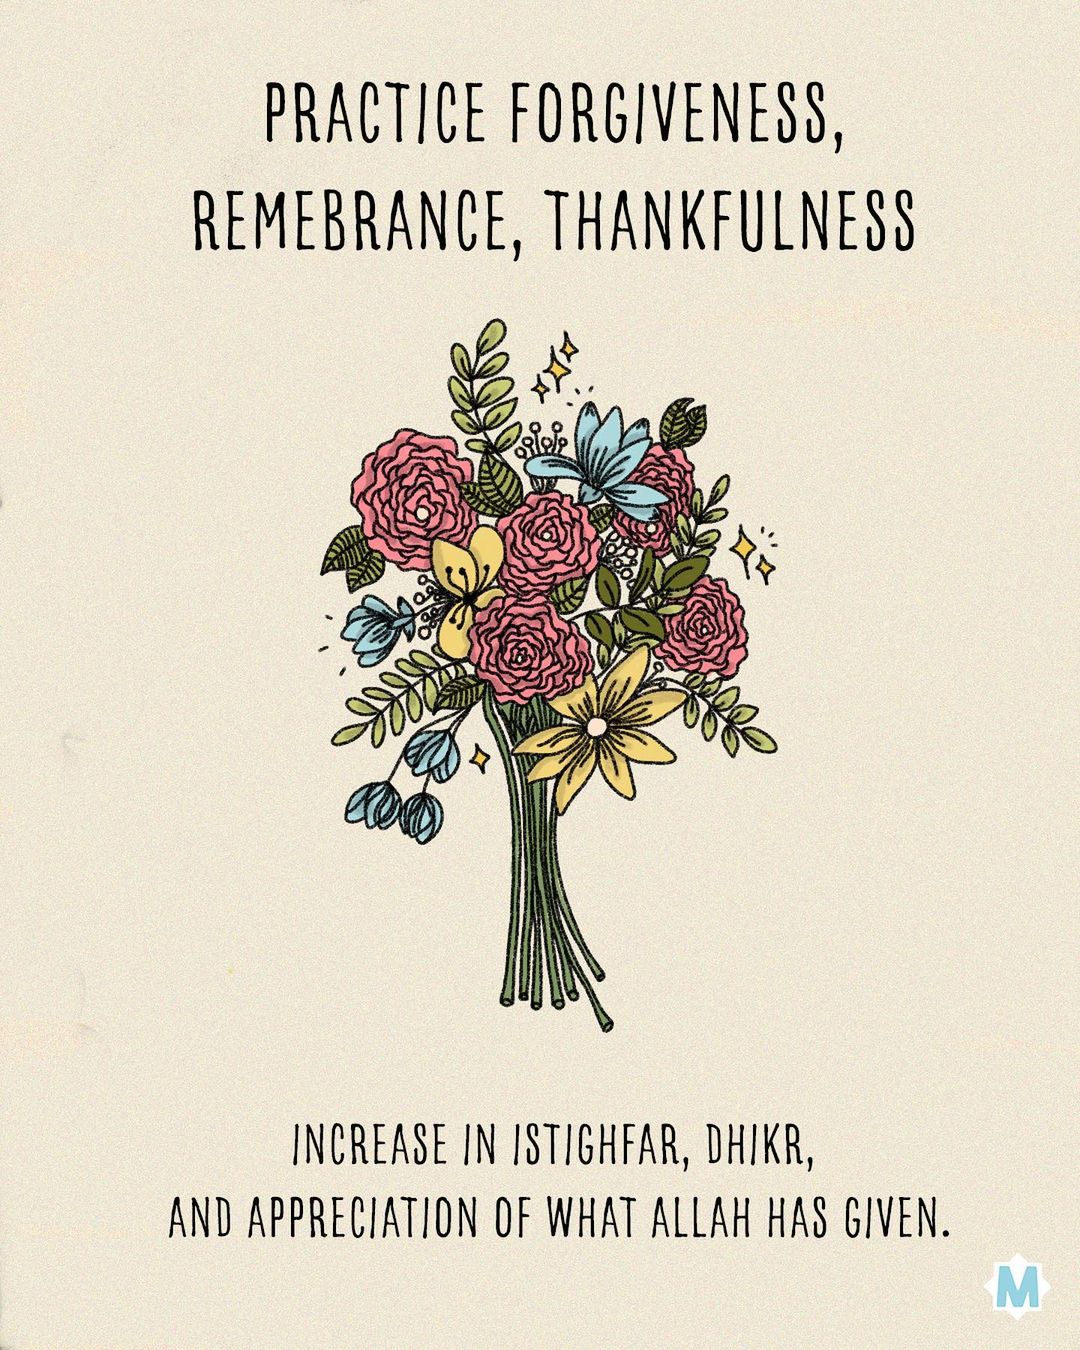 PRACTICE FORGIVENESS,
REMEBRANCE, THANKFULNESS
INCREASE IN ISTIGHFAR, DHIKR,
AND APPRECIATION OF WHAT ALLAH HAS GIVEN.
M